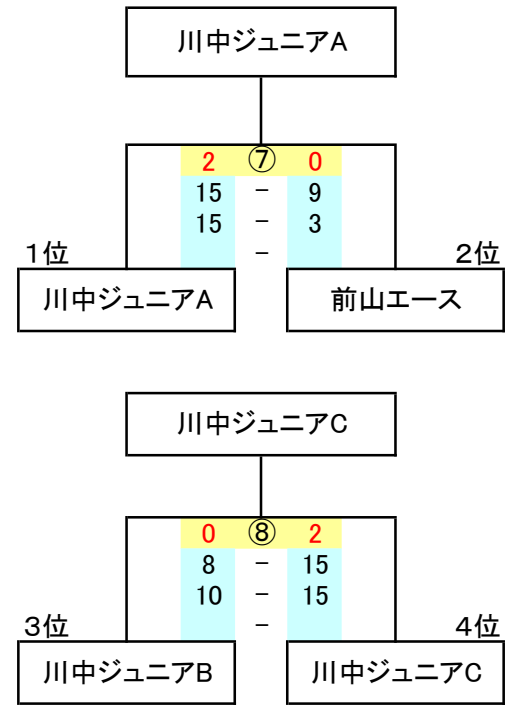 川中ジュニアA
2 ⑦ 0
15 － 9
15 － 3
－
1位 2位
川中ジュニアA 前山エース
川中ジュニアC
0 ⑧ 2
8 － 15
10 － 15
－
3位 4位
川中ジュニアB 川中ジュニアC